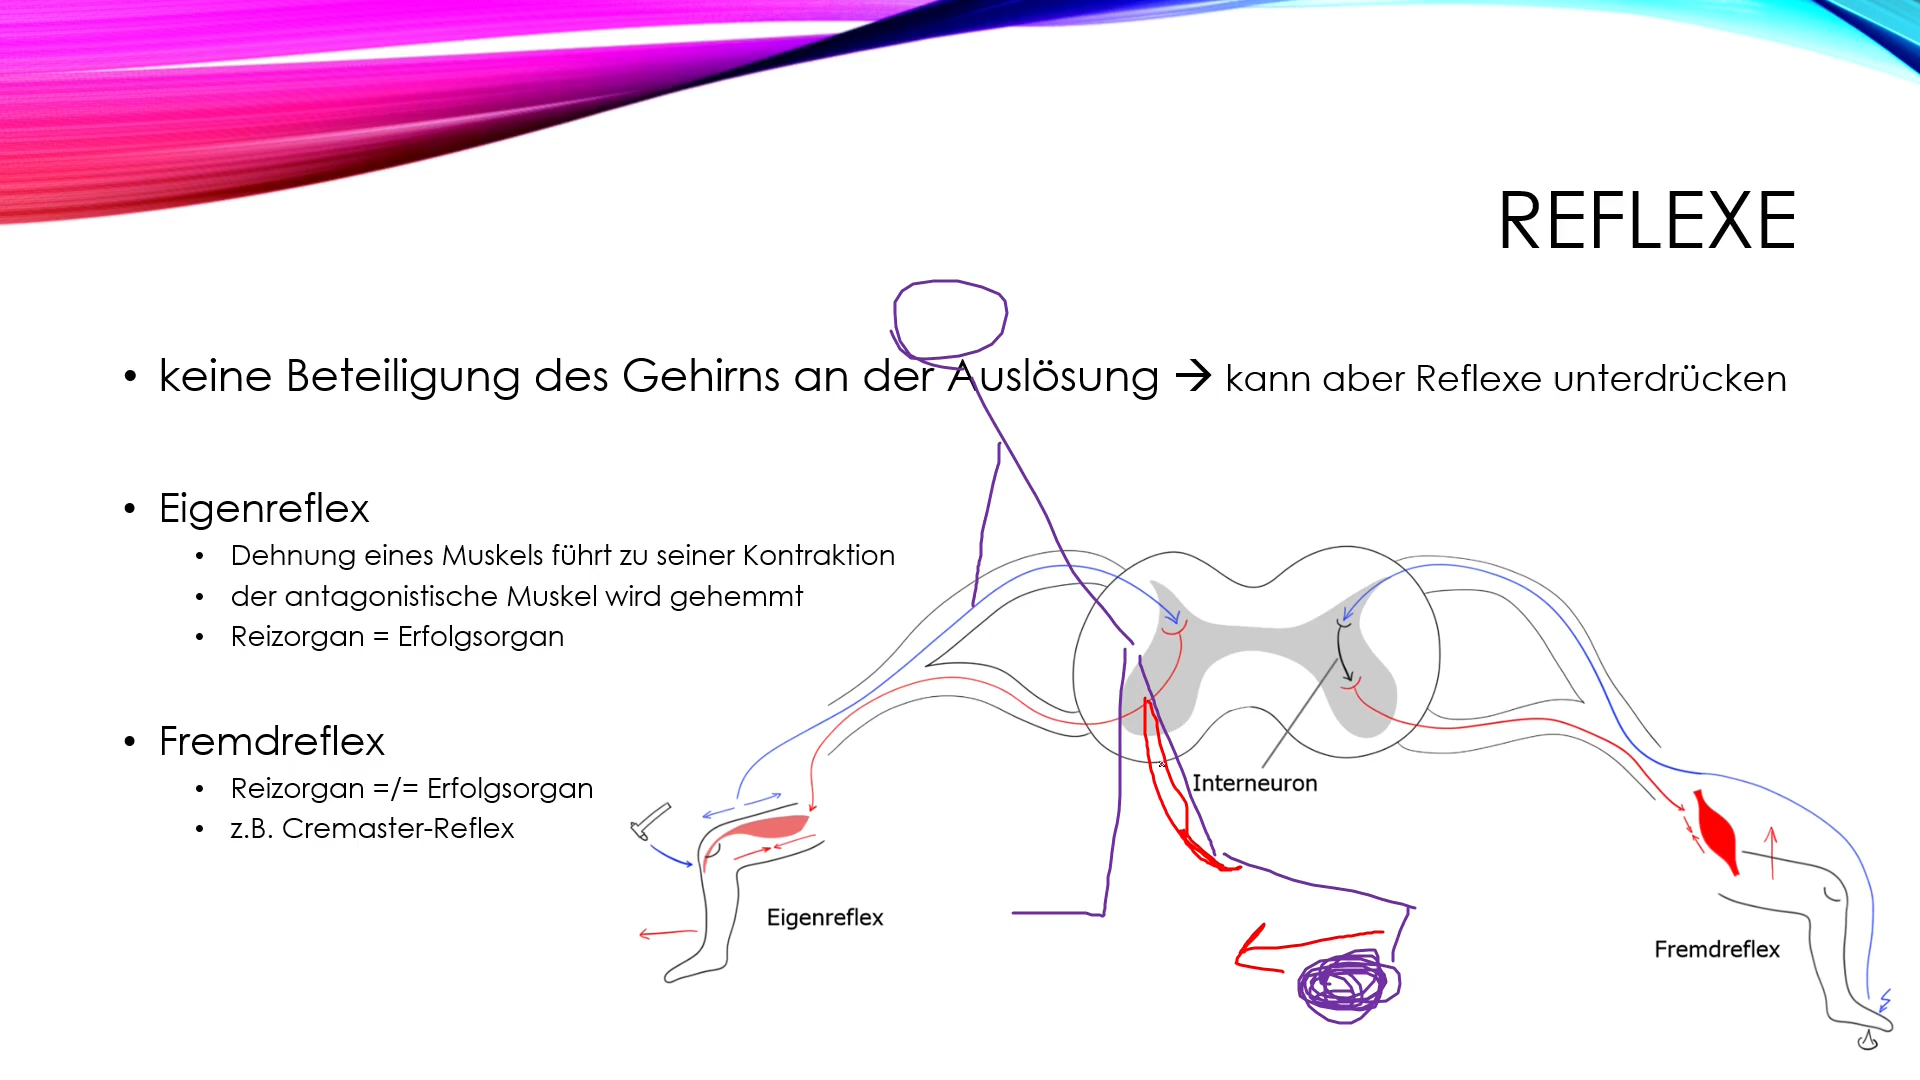 REFLEXE
• keine Beteiligung des Gehirns an der Auslösung → kann aber Reflexe unterdrücken
• Eigenreflex
• Dehnung eines Muskels führt zu seiner Kontraktion
• der antagonistische Muskel wird gehemmt
• Reizorgan = Erfolgsorgan
• Fremdreflex
• Reizorgan =/= Erfolgsorgan
• z.B. Cremaster-Reflex
Interneuron
Eigenreflex
Fremdreflex